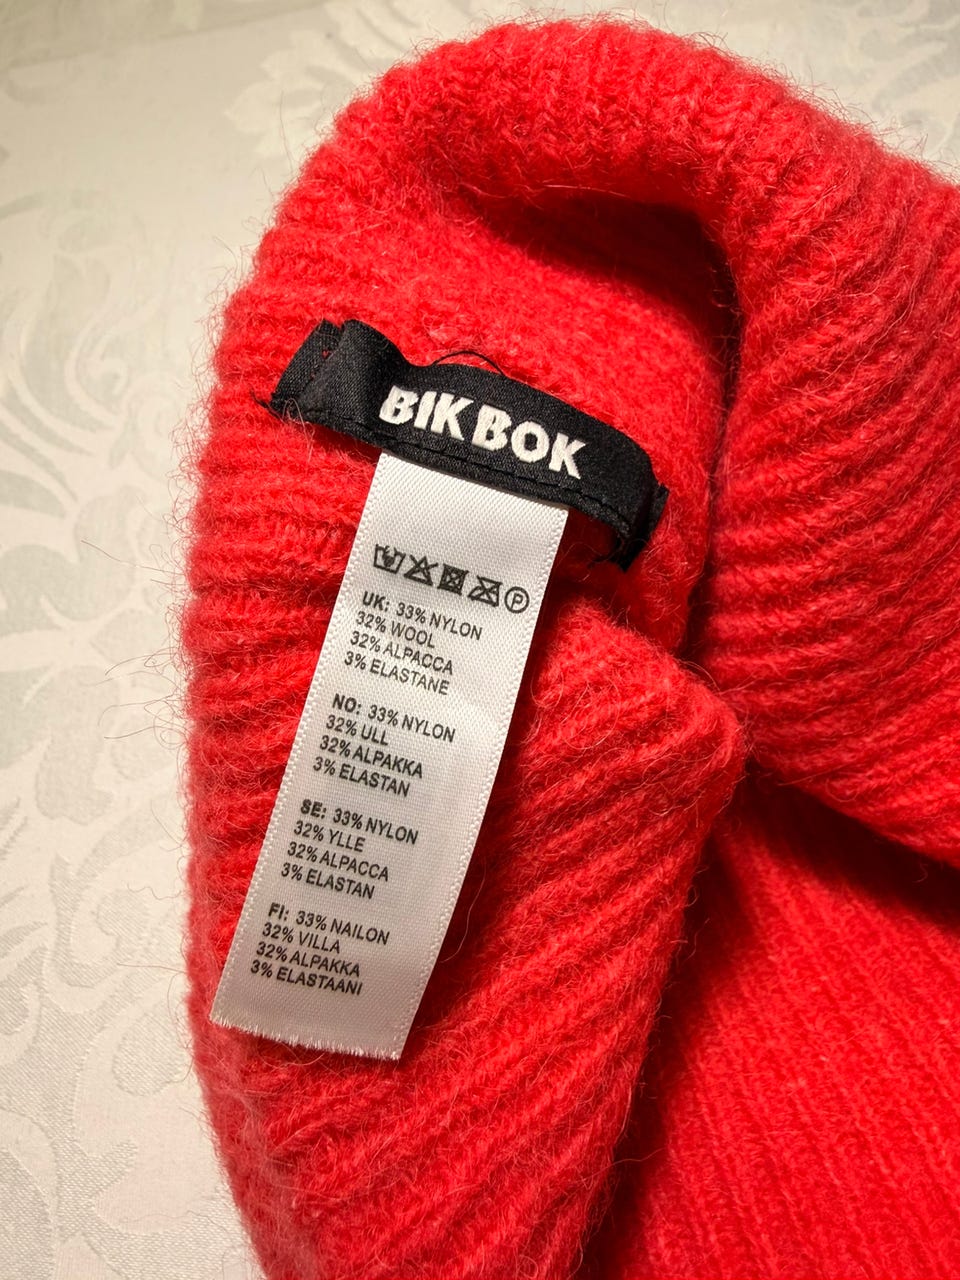 BIK BOK
P
UK: 33% NYLON
32% WOOL
32% ALPACCA
3% ELASTANE
NO: 33% NYLON
32% ULL
32% ALPAKKA
3% ELASTAN
SE: 33% NYLON
32% YLLE
32% ALPACCA
3% ELASTAN
FI: 33% NAILON
32% VILLA
32% ALPAKKA
3% ELASTAANI